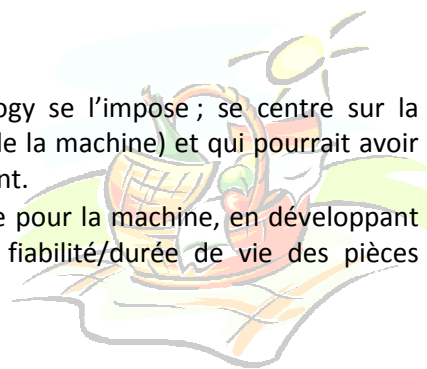 ogy se l’impose ; se centre sur la
de la machine) et qui pourrait avoir
nt.
e pour la machine, en développant
fiabilité/durée de vie des pièces